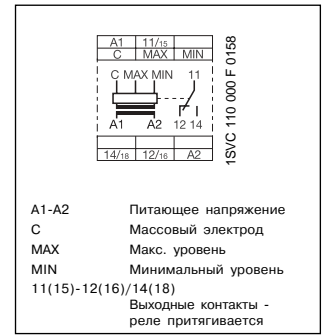 A1 11/15
C MAX MIN
C MAX MIN 11
A1 A2 12 14
14/18 12/16 A2
1SVC 110 000 F 0158
A1-A2 Питающее напряжение
C Массовый электрод
MAX Макс. уровень
MIN Минимальный уровень
11(15)-12(16)/14(18)
Выходные контакты -
реле притягивается